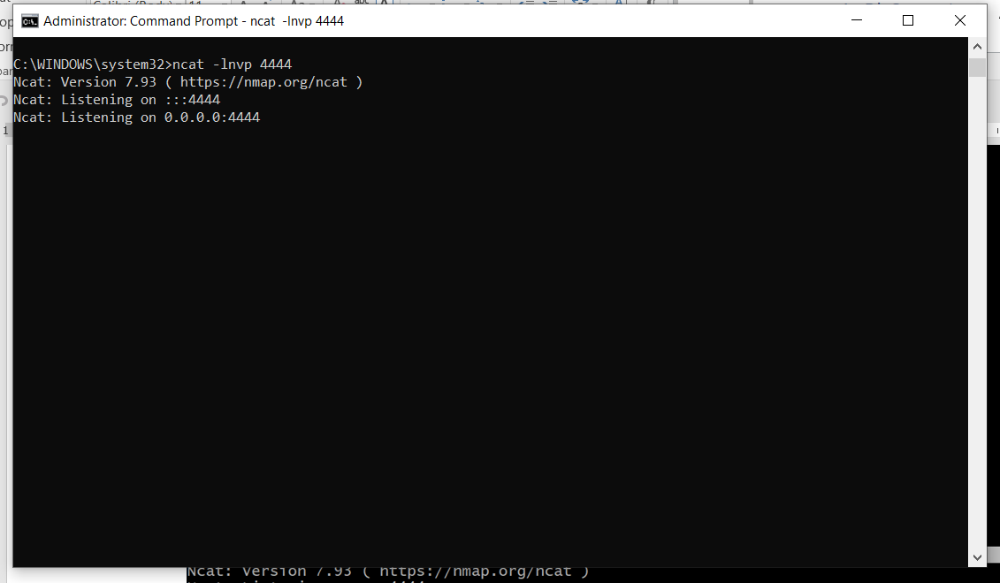 Administrator: Command Prompt - ncat  -lnvp 4444
C:\WINDOWS\system32>ncat -lnvp 4444
Ncat: Version 7.93 ( https://nmap.org/ncat )
Ncat: Listening on :::4444
Ncat: Listening on 0.0.0.0:4444
1
Ncat: Version 7.93 ( https://nmap.org/ncat )